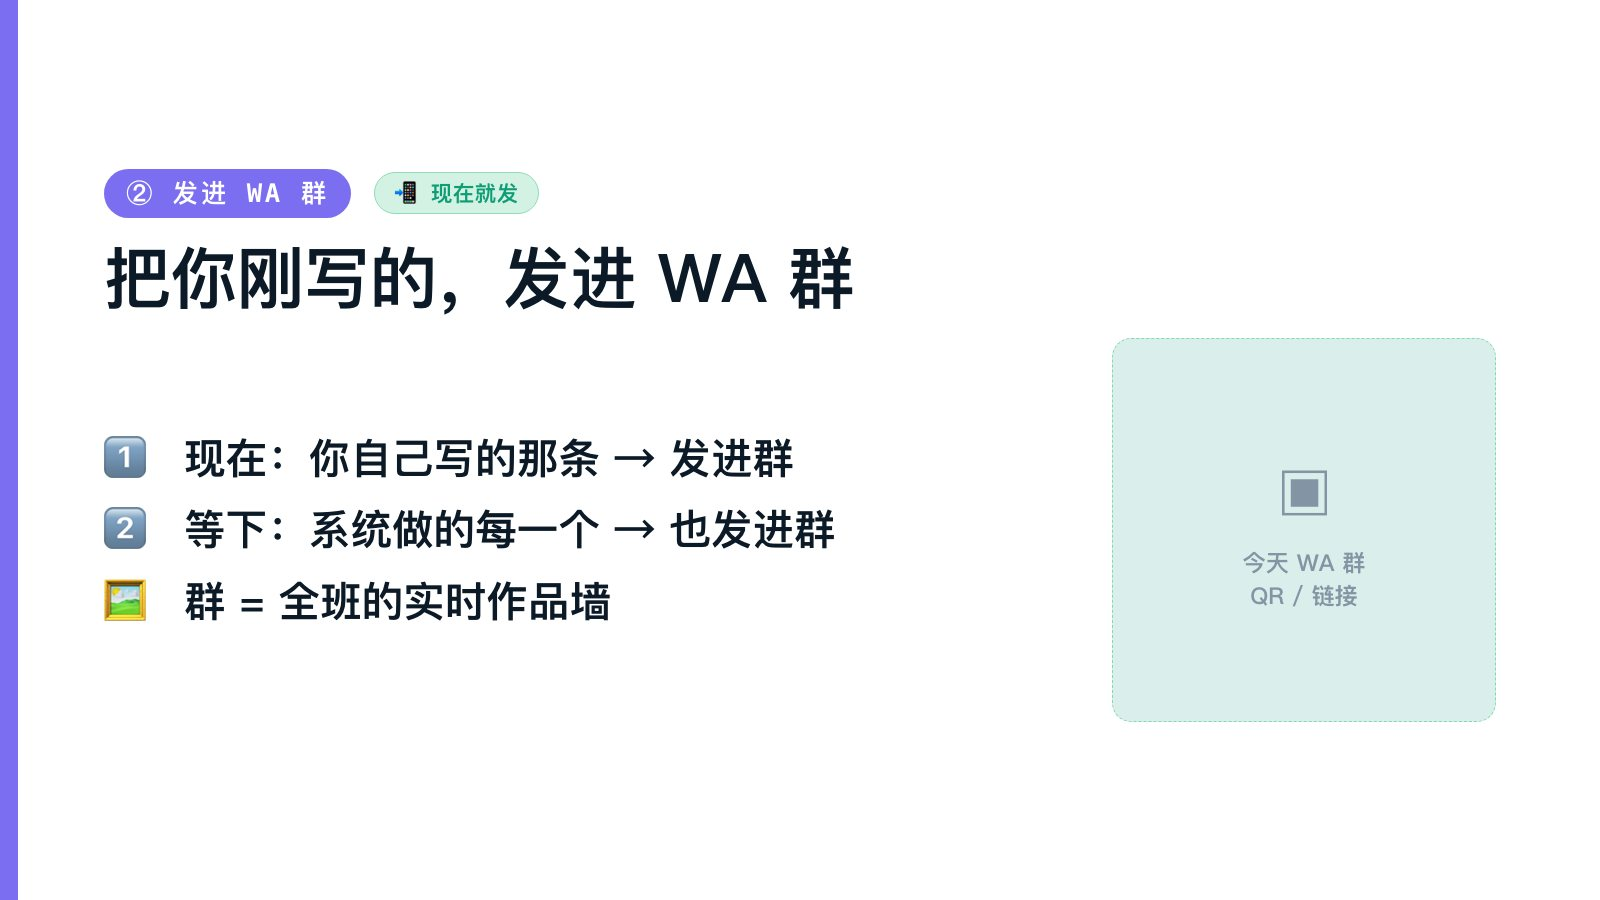 ② 发进 WA 群
📲 现在就发
把你刚写的，发进 WA 群
1️⃣ 现在：你自己写的那条 → 发进群
2️⃣ 等下：系统做的每一个 → 也发进群
🖼️ 群 = 全班的实时作品墙
▣
今天 WA 群
QR / 链接